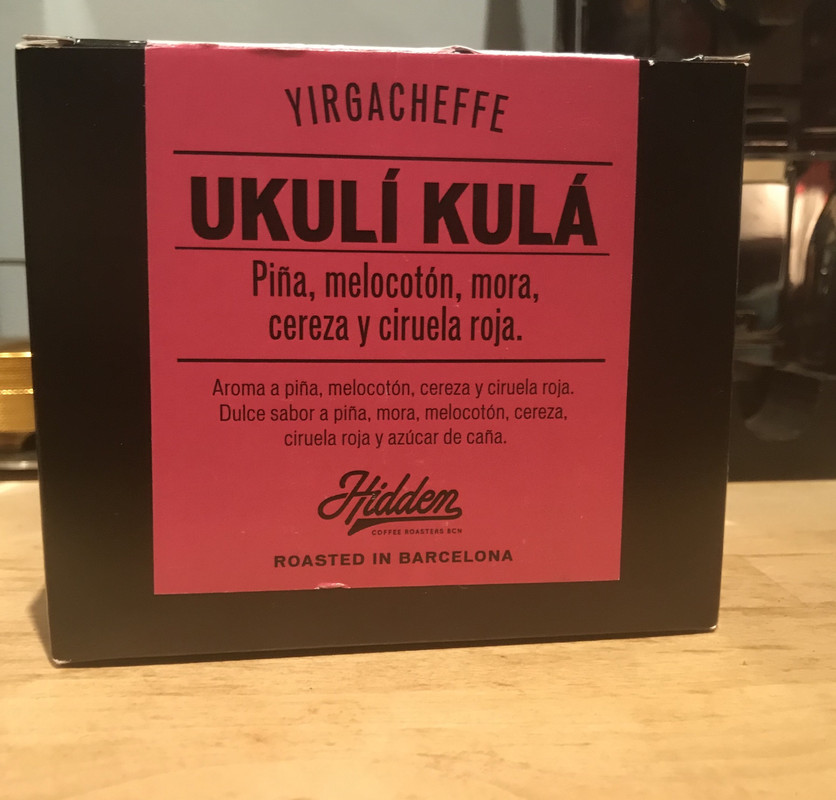 YIRGACHEFFE
UKULÍ KULÁ
Piña, melocotón, mora,
cereza y ciruela roja.
Aroma a piña, melocotón, cereza y ciruela roja.
Dulce sabor a piña, mora, melocotón, cereza,
ciruela roja y azúcar de caña.
Hidden
COFFEE ROASTERS BCN
ROASTED IN BARCELONA